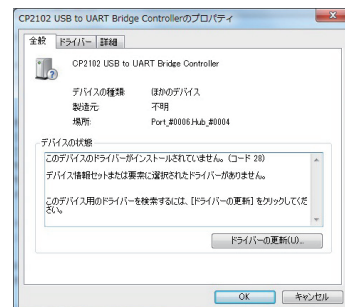 CP2102 USB to UART Bridge Controllerのプロパティ
全般 ドライバー 詳細
CP2102 USB to UART Bridge Controller
デバイスの種類: ほかのデバイス
製造元: 不明
場所: Port_#0006.Hub_#0004
デバイスの状態
このデバイスのドライバーがインストールされていません。 (コード 28)
デバイス情報セットまたは要素に選択されたドライバーがありません。
このデバイス用のドライバーを検索するには、[ドライバーの更新] をクリックしてくだ
さい。
ドライバーの更新(U)...
OK キャンセル